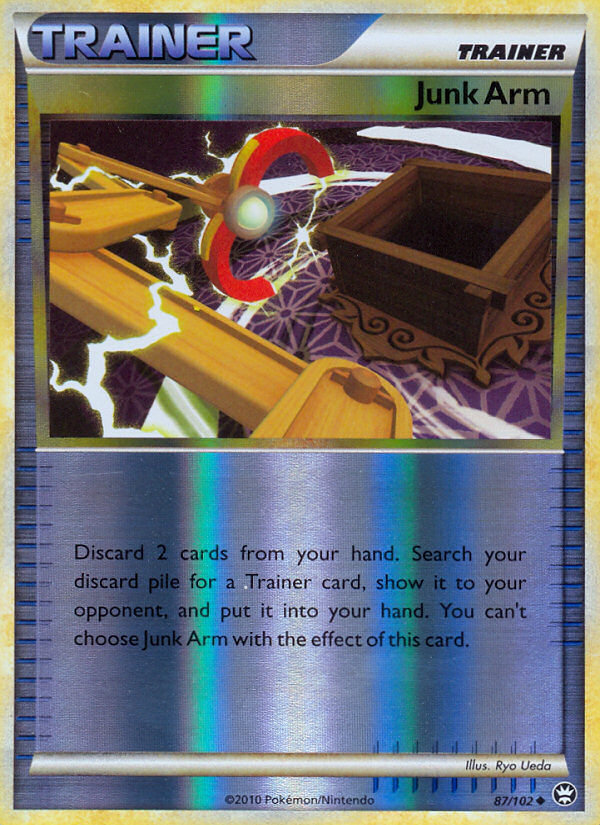 TRAINER
TRAINER
Junk Arm
Discard 2 cards from your hand. Search your
discard pile for a Trainer card, show it to your
opponent, and put it into your hand. You can't
choose Junk Arm with the effect of this card.
Illus. Ryo Ueda
©2010 Pokémon/Nintendo
87/102